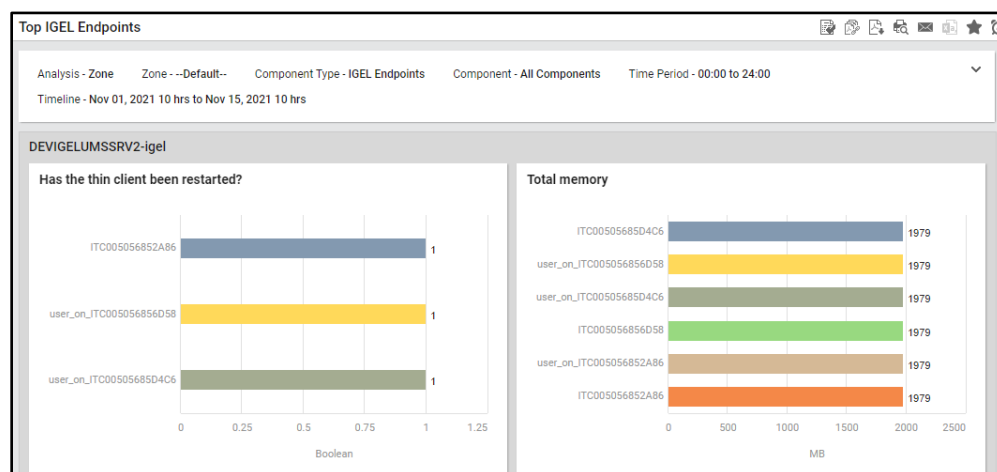 Top IGEL Endpoints
Analysis - Zone Zone - --Default-- Component Type - IGEL Endpoints Component - All Components Time Period - 00:00 to 24:00
Timeline - Nov 01, 2021 10 hrs to Nov 15, 2021 10 hrs
DEVIGELUMSSRV2-igel
Has the thin client been restarted?
ITC005056852A86
1
user_on_ITC005056856D58
1
user_on_ITC00505685D4C6
1
0 0.25 0.5 0.75 1 1.25
Boolean
Total memory
ITC00505685D4C6
1979
user_on_ITC005056856D58
1979
user_on_ITC00505685D4C6
1979
ITC005056856D58
1979
user_on_ITC005056852A86
1979
ITC005056852A86
1979
0 500 1000 1500 2000 2500
MB